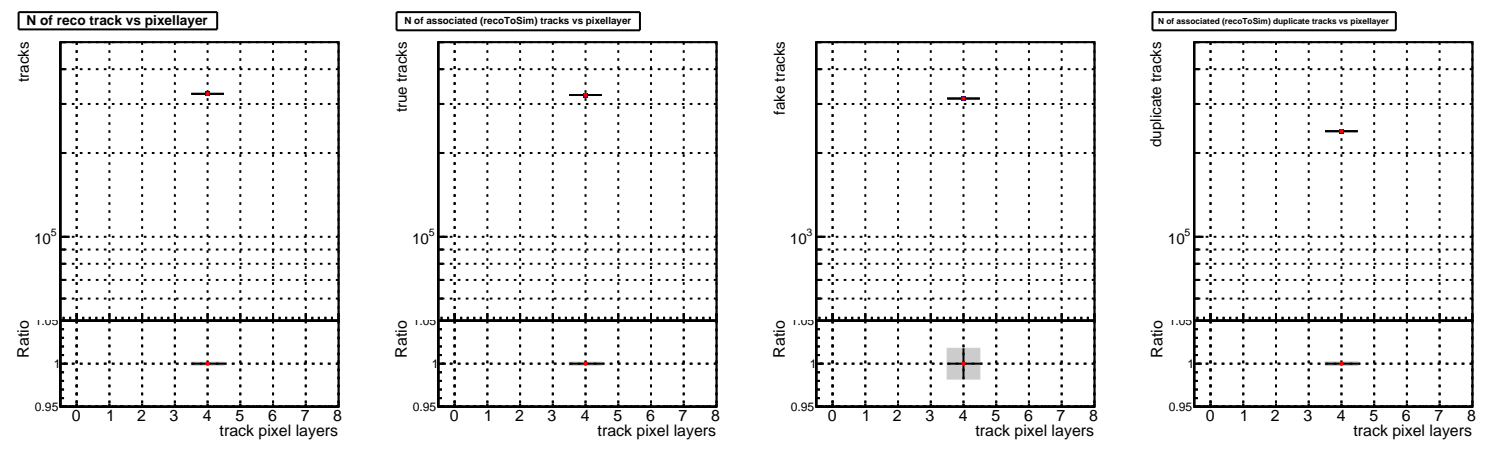 N of reco track vs pixellayer
tracks
10^5
Ratio
1.05
1
0.95
0 1 2 3 4 5 6 7 8
track pixel layers
N of associated (recoToSim) tracks vs pixellayer
true tracks
10^5
Ratio
1.05
1
0.95
0 1 2 3 4 5 6 7 8
track pixel layers
fake tracks
10^3
Ratio
1.05
1
0.95
0 1 2 3 4 5 6 7 8
track pixel layers
N of associated (recoToSim) duplicate tracks vs pixellayer
duplicate tracks
10^5
Ratio
1.05
1
0.95
0 1 2 3 4 5 6 7 8
track pixel layers